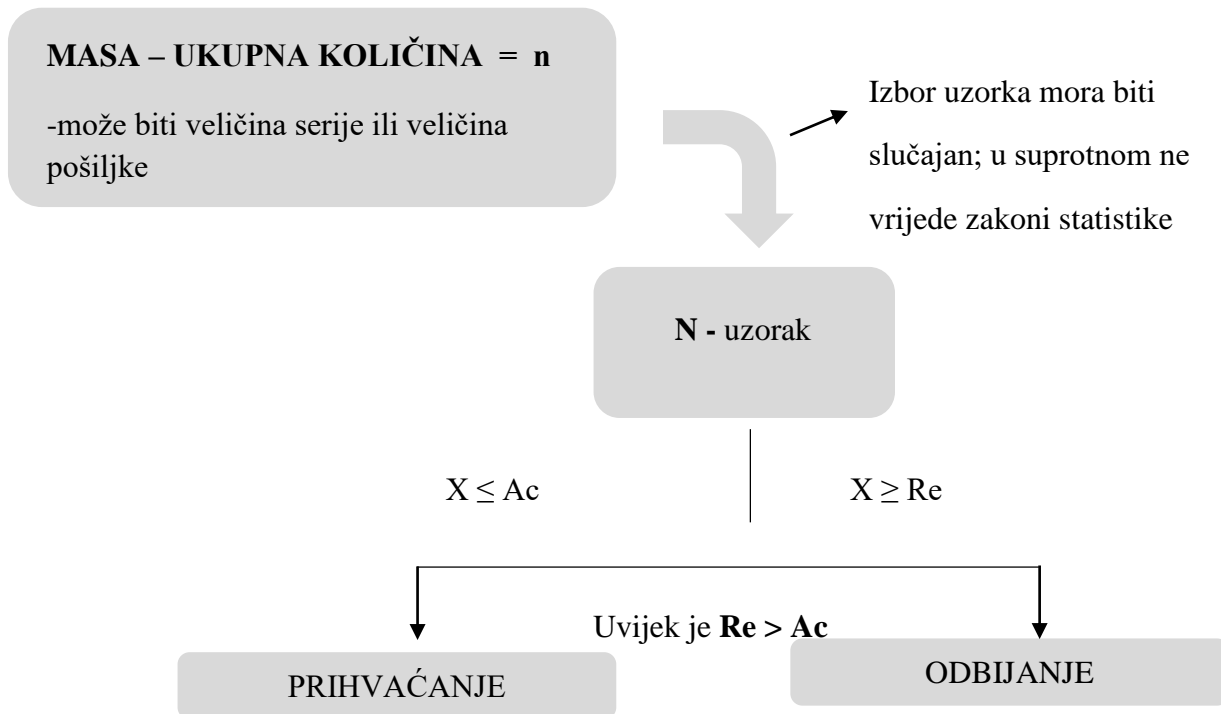 MASA – UKUPNA KOLIČINA = n
-može biti veličina serije ili veličina
pošiljke
Izbor uzorka mora biti
slučajan; u suprotnom ne
vrijede zakoni statistike
N - uzorak
X ≤ Ac
X ≥ Re
Uvijek je Re > Ac
PRIHVAĆANJE
ODBIJANJE